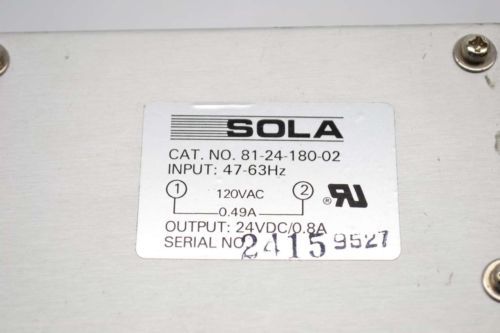 SOLA
CAT. NO. 81-24-180-02
INPUT: 47-63Hz
1 120VAC 2
0.49A
® RU
OUTPUT: 24VDC/0.8A
SERIAL NO. 2415 9527